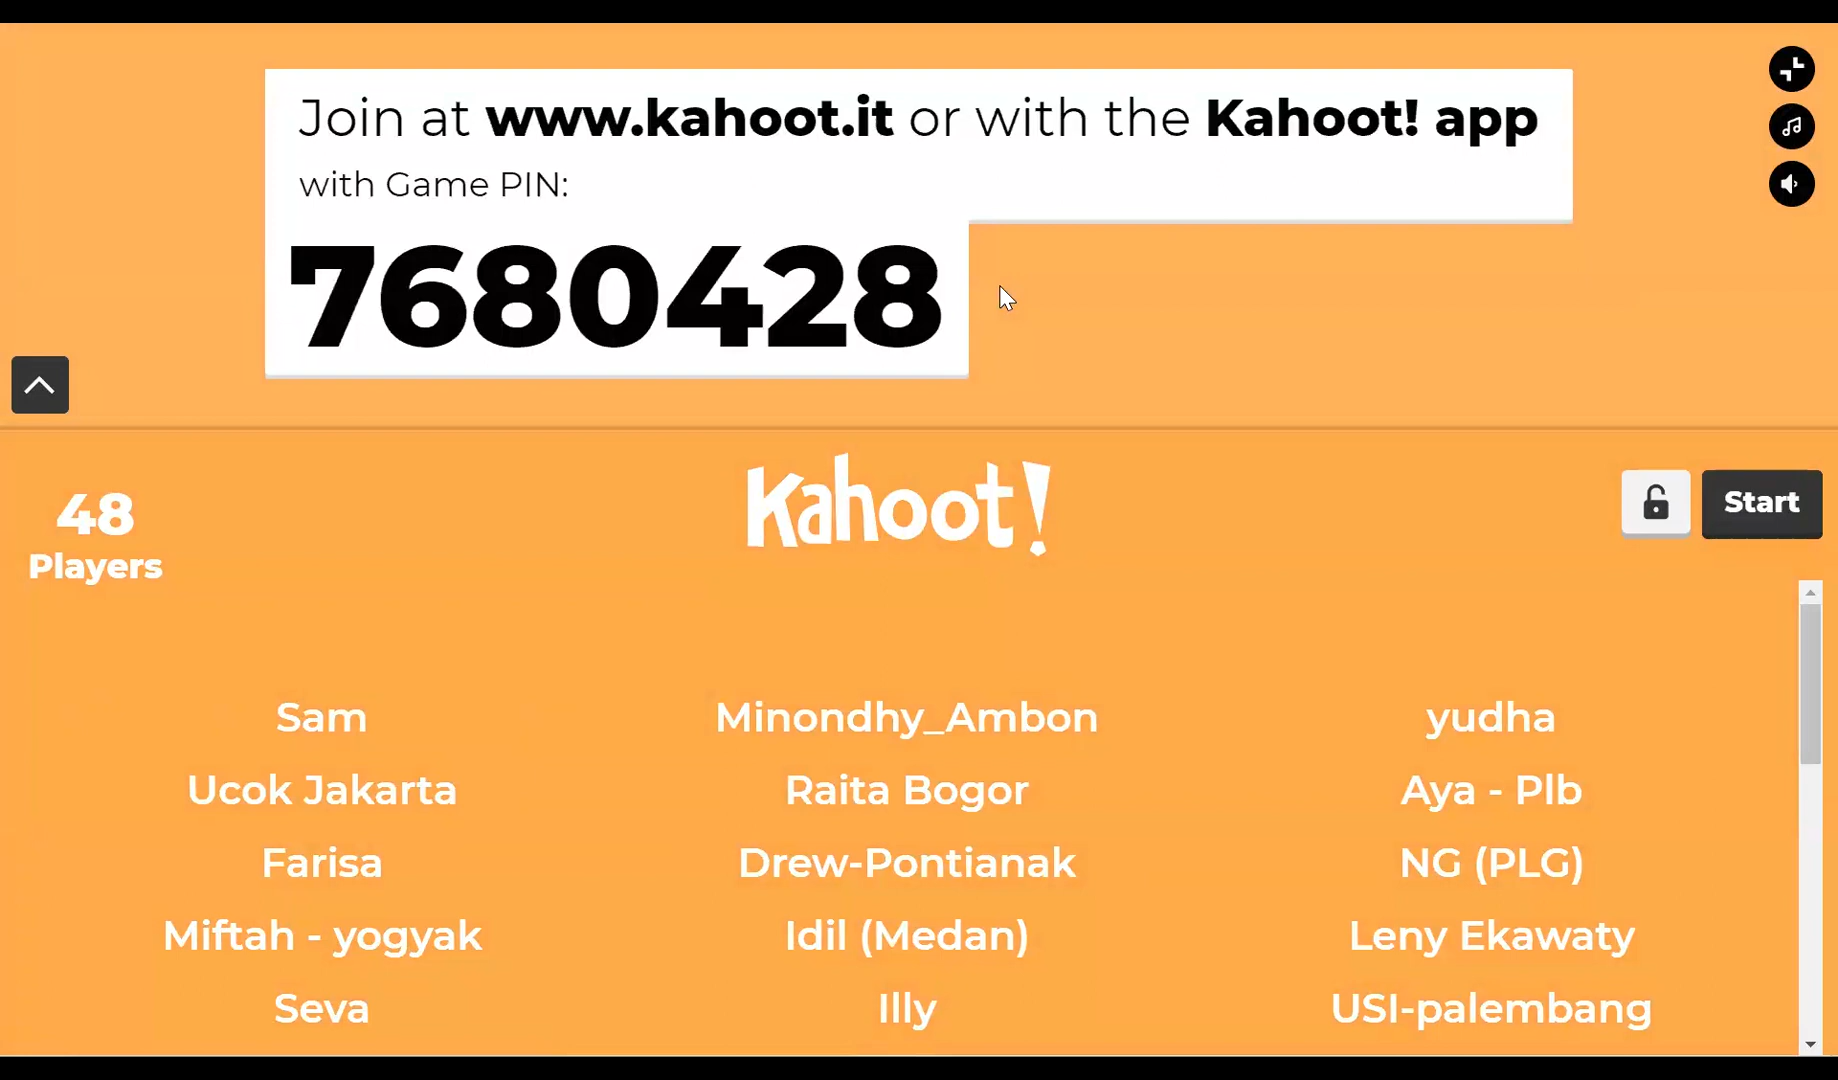 Join at www.kahoot.it or with the Kahoot! app
with Game PIN:
7680428
48
Players
Kahoot!
Start
Sam
Minondhy_Ambon
yudha
Ucok Jakarta
Raita Bogor
Aya - Plb
Farisa
Drew-Pontianak
NG (PLG)
Miftah - yogyak
Idil (Medan)
Leny Ekawaty
Seva
Illy
USI-palembang